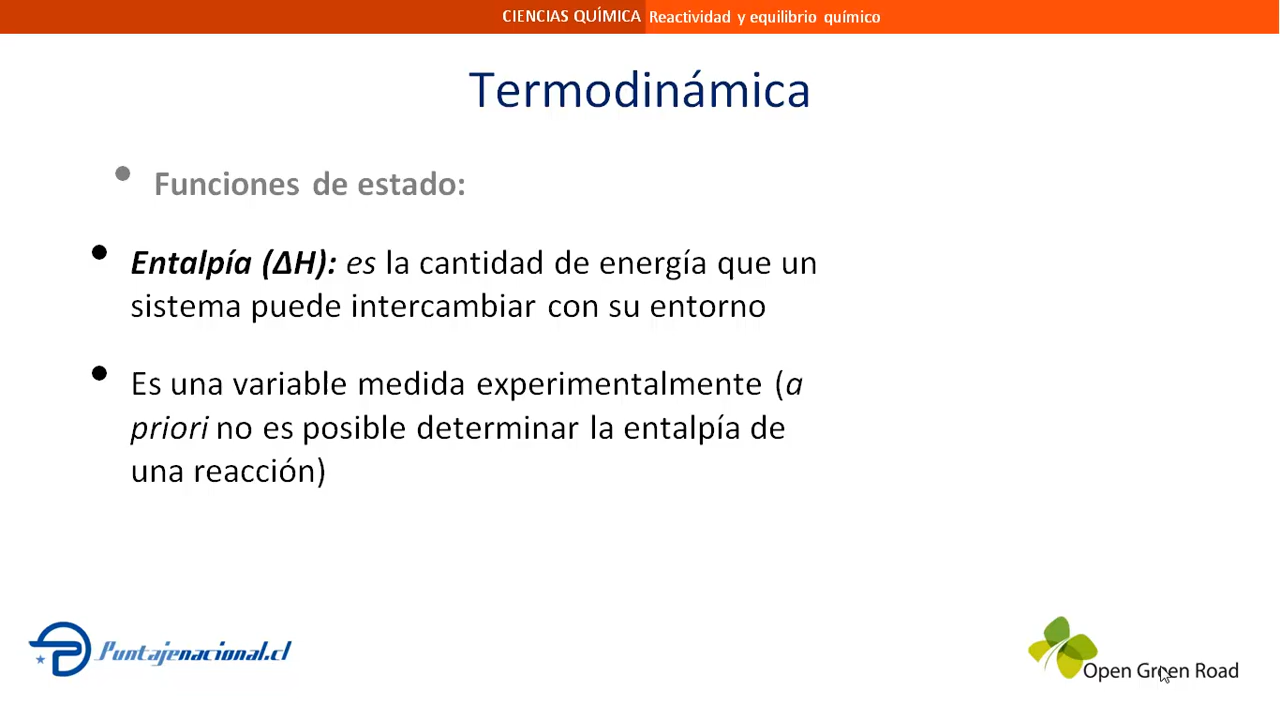 CIENCIAS QUÍMICA Reactividad y equilibrio químico
Termodinámica
• Funciones de estado:
• Entalpía (ΔH): es la cantidad de energía que un
sistema puede intercambiar con su entorno
• Es una variable medida experimentalmente (a
priori no es posible determinar la entalpía de
una reacción)
Puntajenacional.cl
Open Green Road